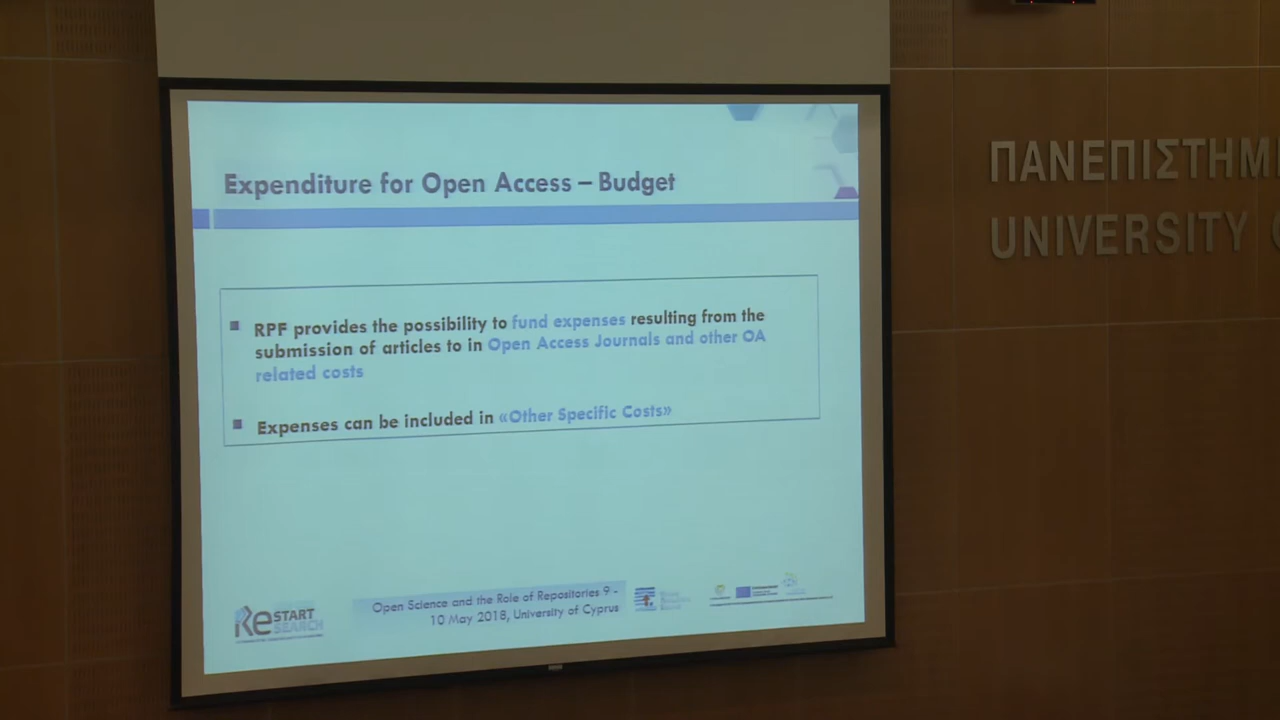 Expenditure for Open Access – Budget
RPF provides the possibility to fund expenses resulting from the
submission of articles to in Open Access Journals and other OA
related costs
Expenses can be included in «Other Specific Costs»
Open Science and the Role of Repositories 9 -
10 May 2018, University of Cyprus
ReSTART
SEARCH
ΠΑΝΕΠΙΣΤΗΜ
UNIVERSITY